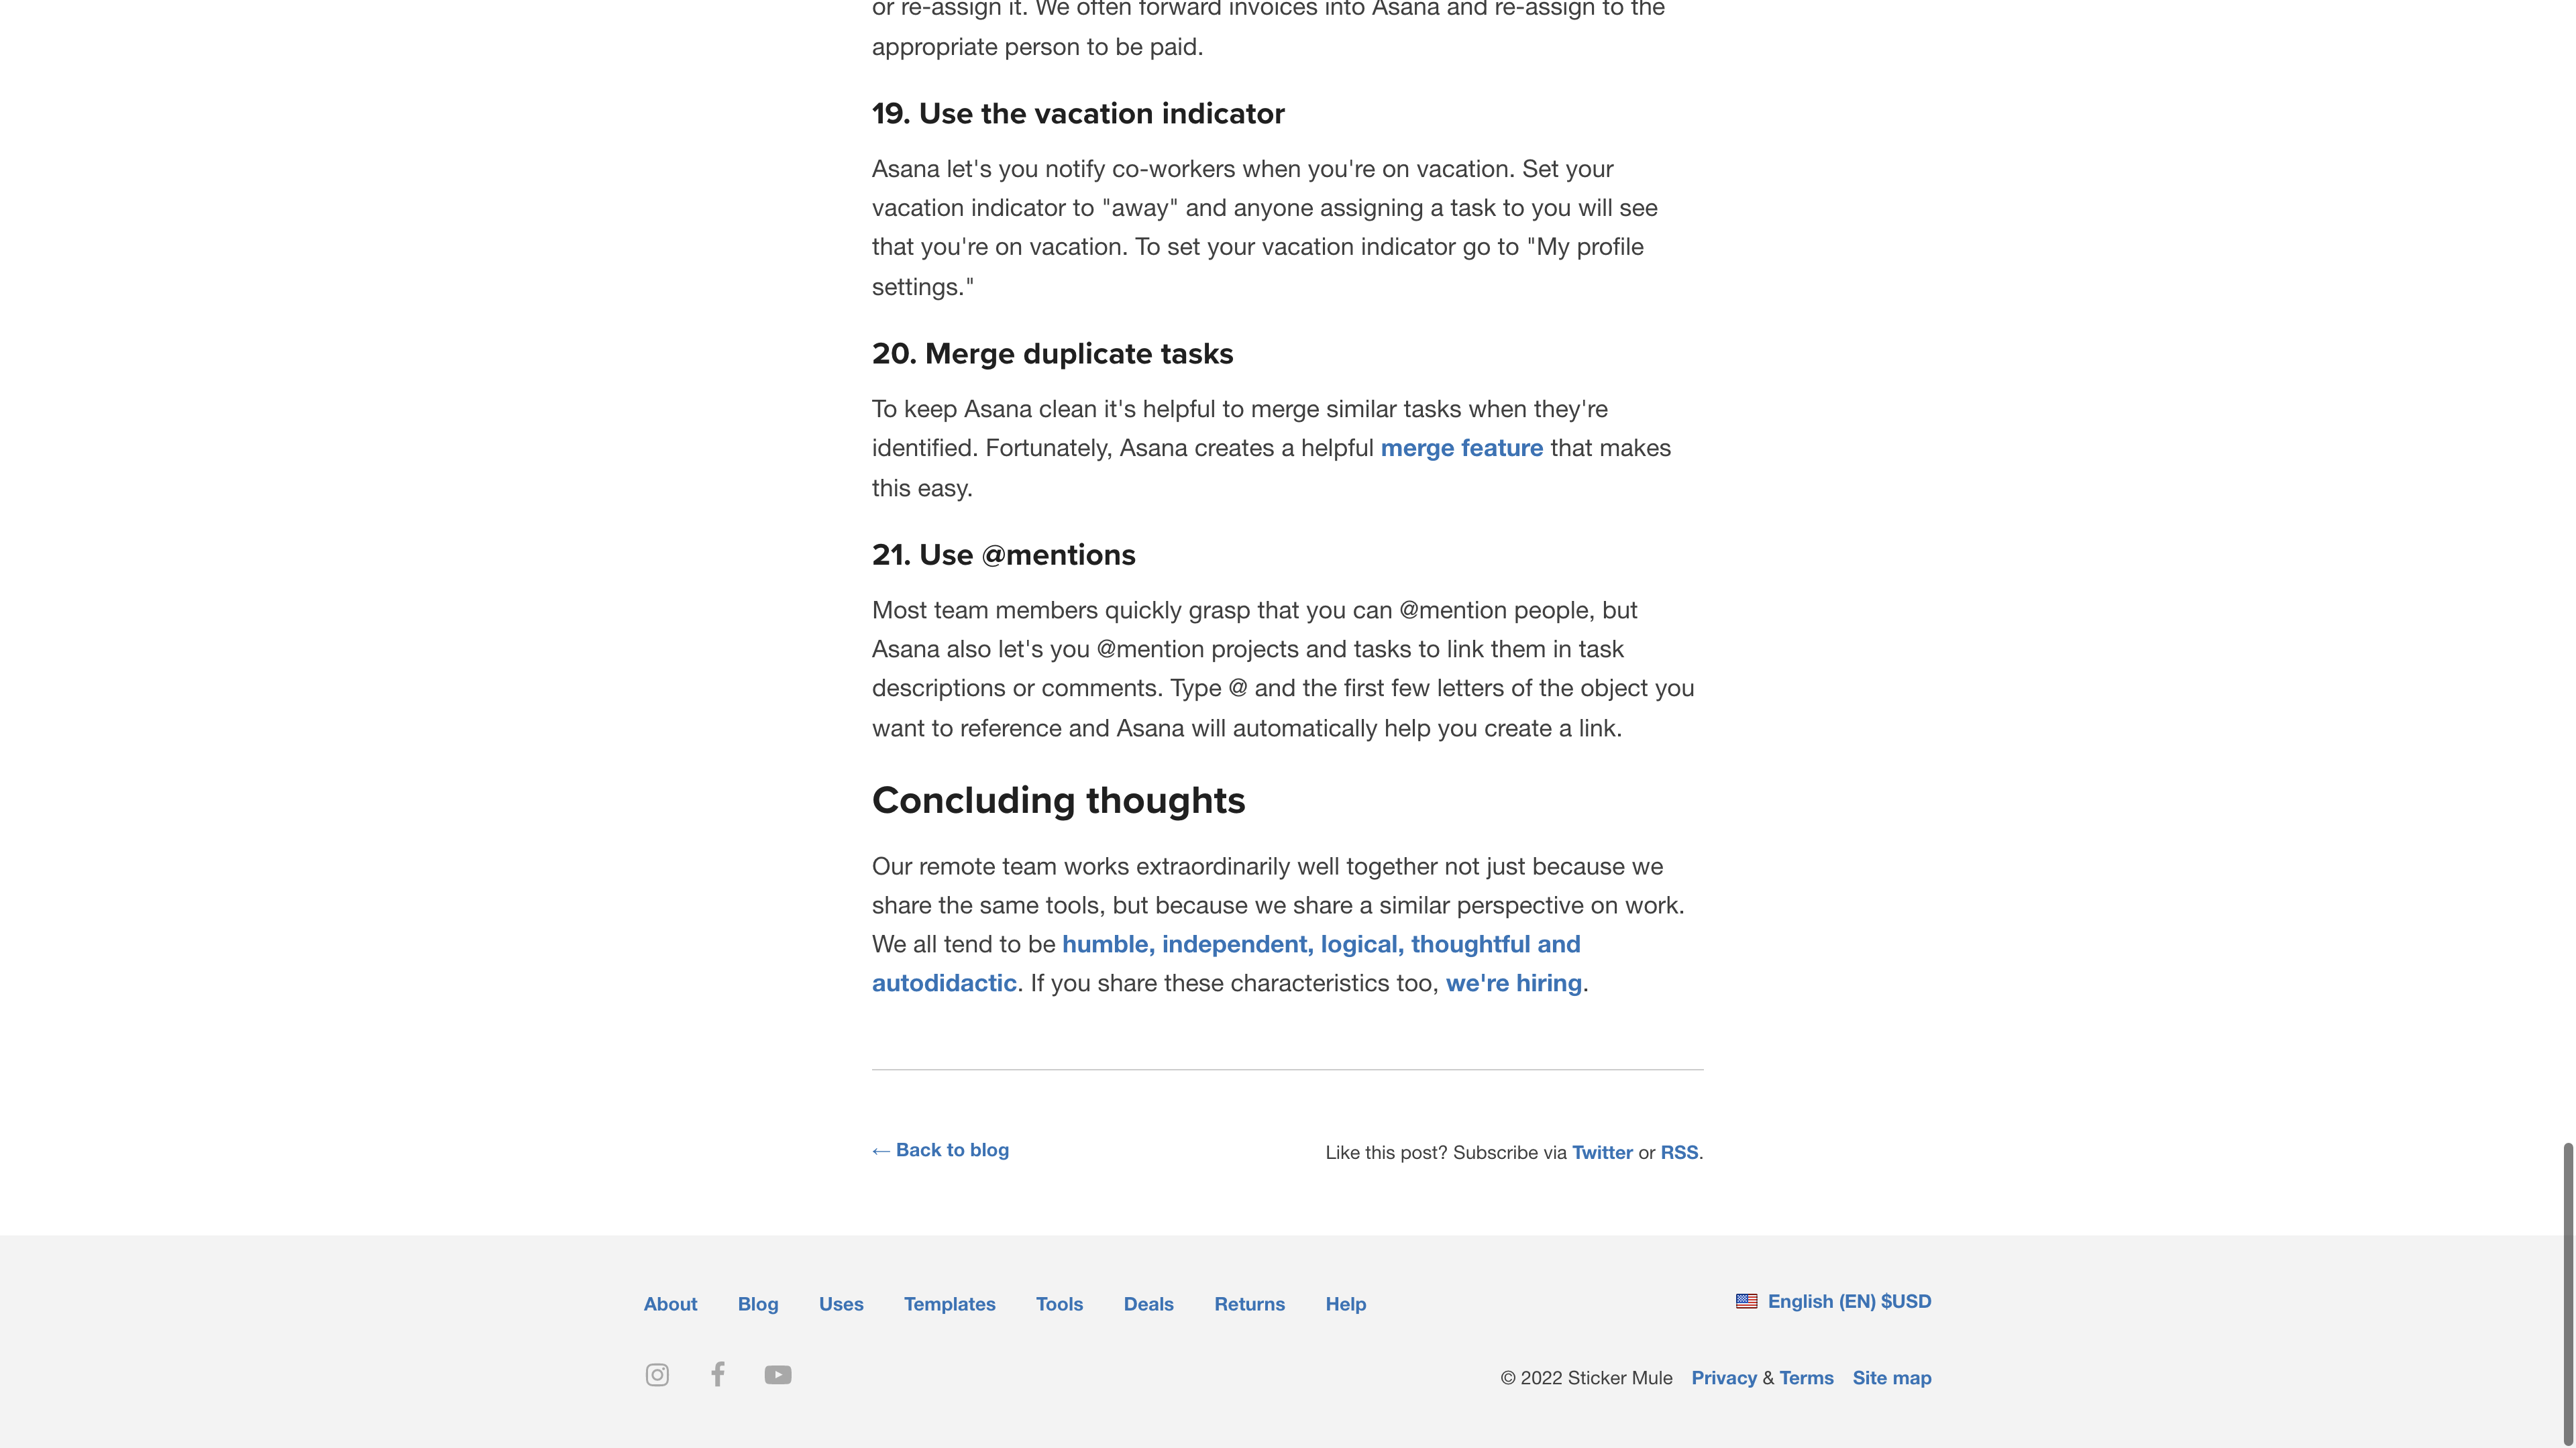 or re-assign it. We often forward invoices into Asana and re-assign to the
appropriate person to be paid.
19. Use the vacation indicator
Asana let's you notify co-workers when you're on vacation. Set your
vacation indicator to "away" and anyone assigning a task to you will see
that you're on vacation. To set your vacation indicator go to "My profile
settings."
20. Merge duplicate tasks
To keep Asana clean it's helpful to merge similar tasks when they're
identified. Fortunately, Asana creates a helpful merge feature that makes
this easy.
21. Use @mentions
Most team members quickly grasp that you can @mention people, but
Asana also let's you @mention projects and tasks to link them in task
descriptions or comments. Type @ and the first few letters of the object you
want to reference and Asana will automatically help you create a link.
Concluding thoughts
Our remote team works extraordinarily well together not just because we
share the same tools, but because we share a similar perspective on work.
We all tend to be humble, independent, logical, thoughtful and
autodidactic. If you share these characteristics too, we're hiring.
← Back to blog
Like this post? Subscribe via Twitter or RSS.
About Blog Uses Templates Tools Deals Returns Help
English (EN) $USD
© 2022 Sticker Mule Privacy & Terms Site map